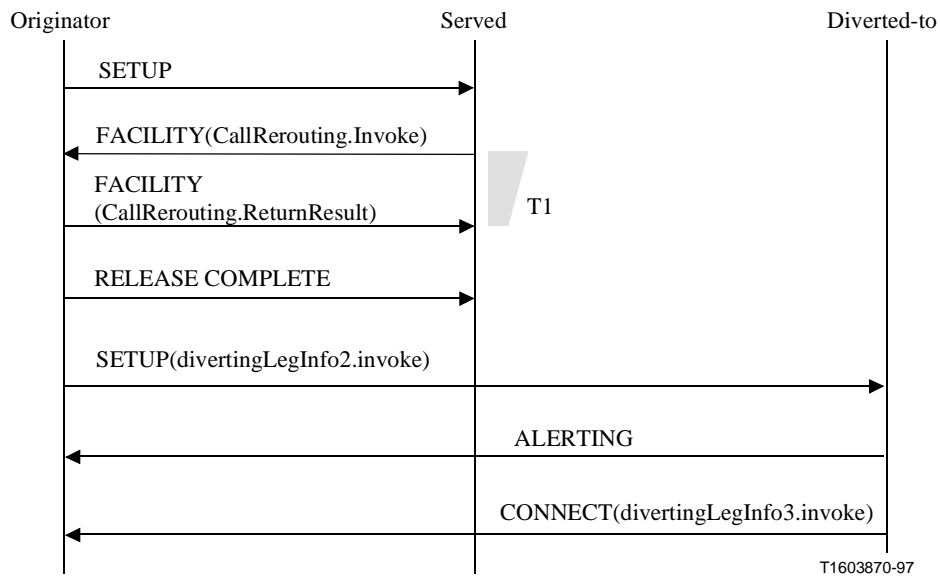 Originator Served Diverted-to
SETUP
FACILITY(CallRerouting.Invoke)
FACILITY
(CallRerouting.ReturnResult)
T1
RELEASE COMPLETE
SETUP(divertingLegInfo2.invoke)
ALERTING
CONNECT(divertingLegInfo3.invoke)
T1603870-97